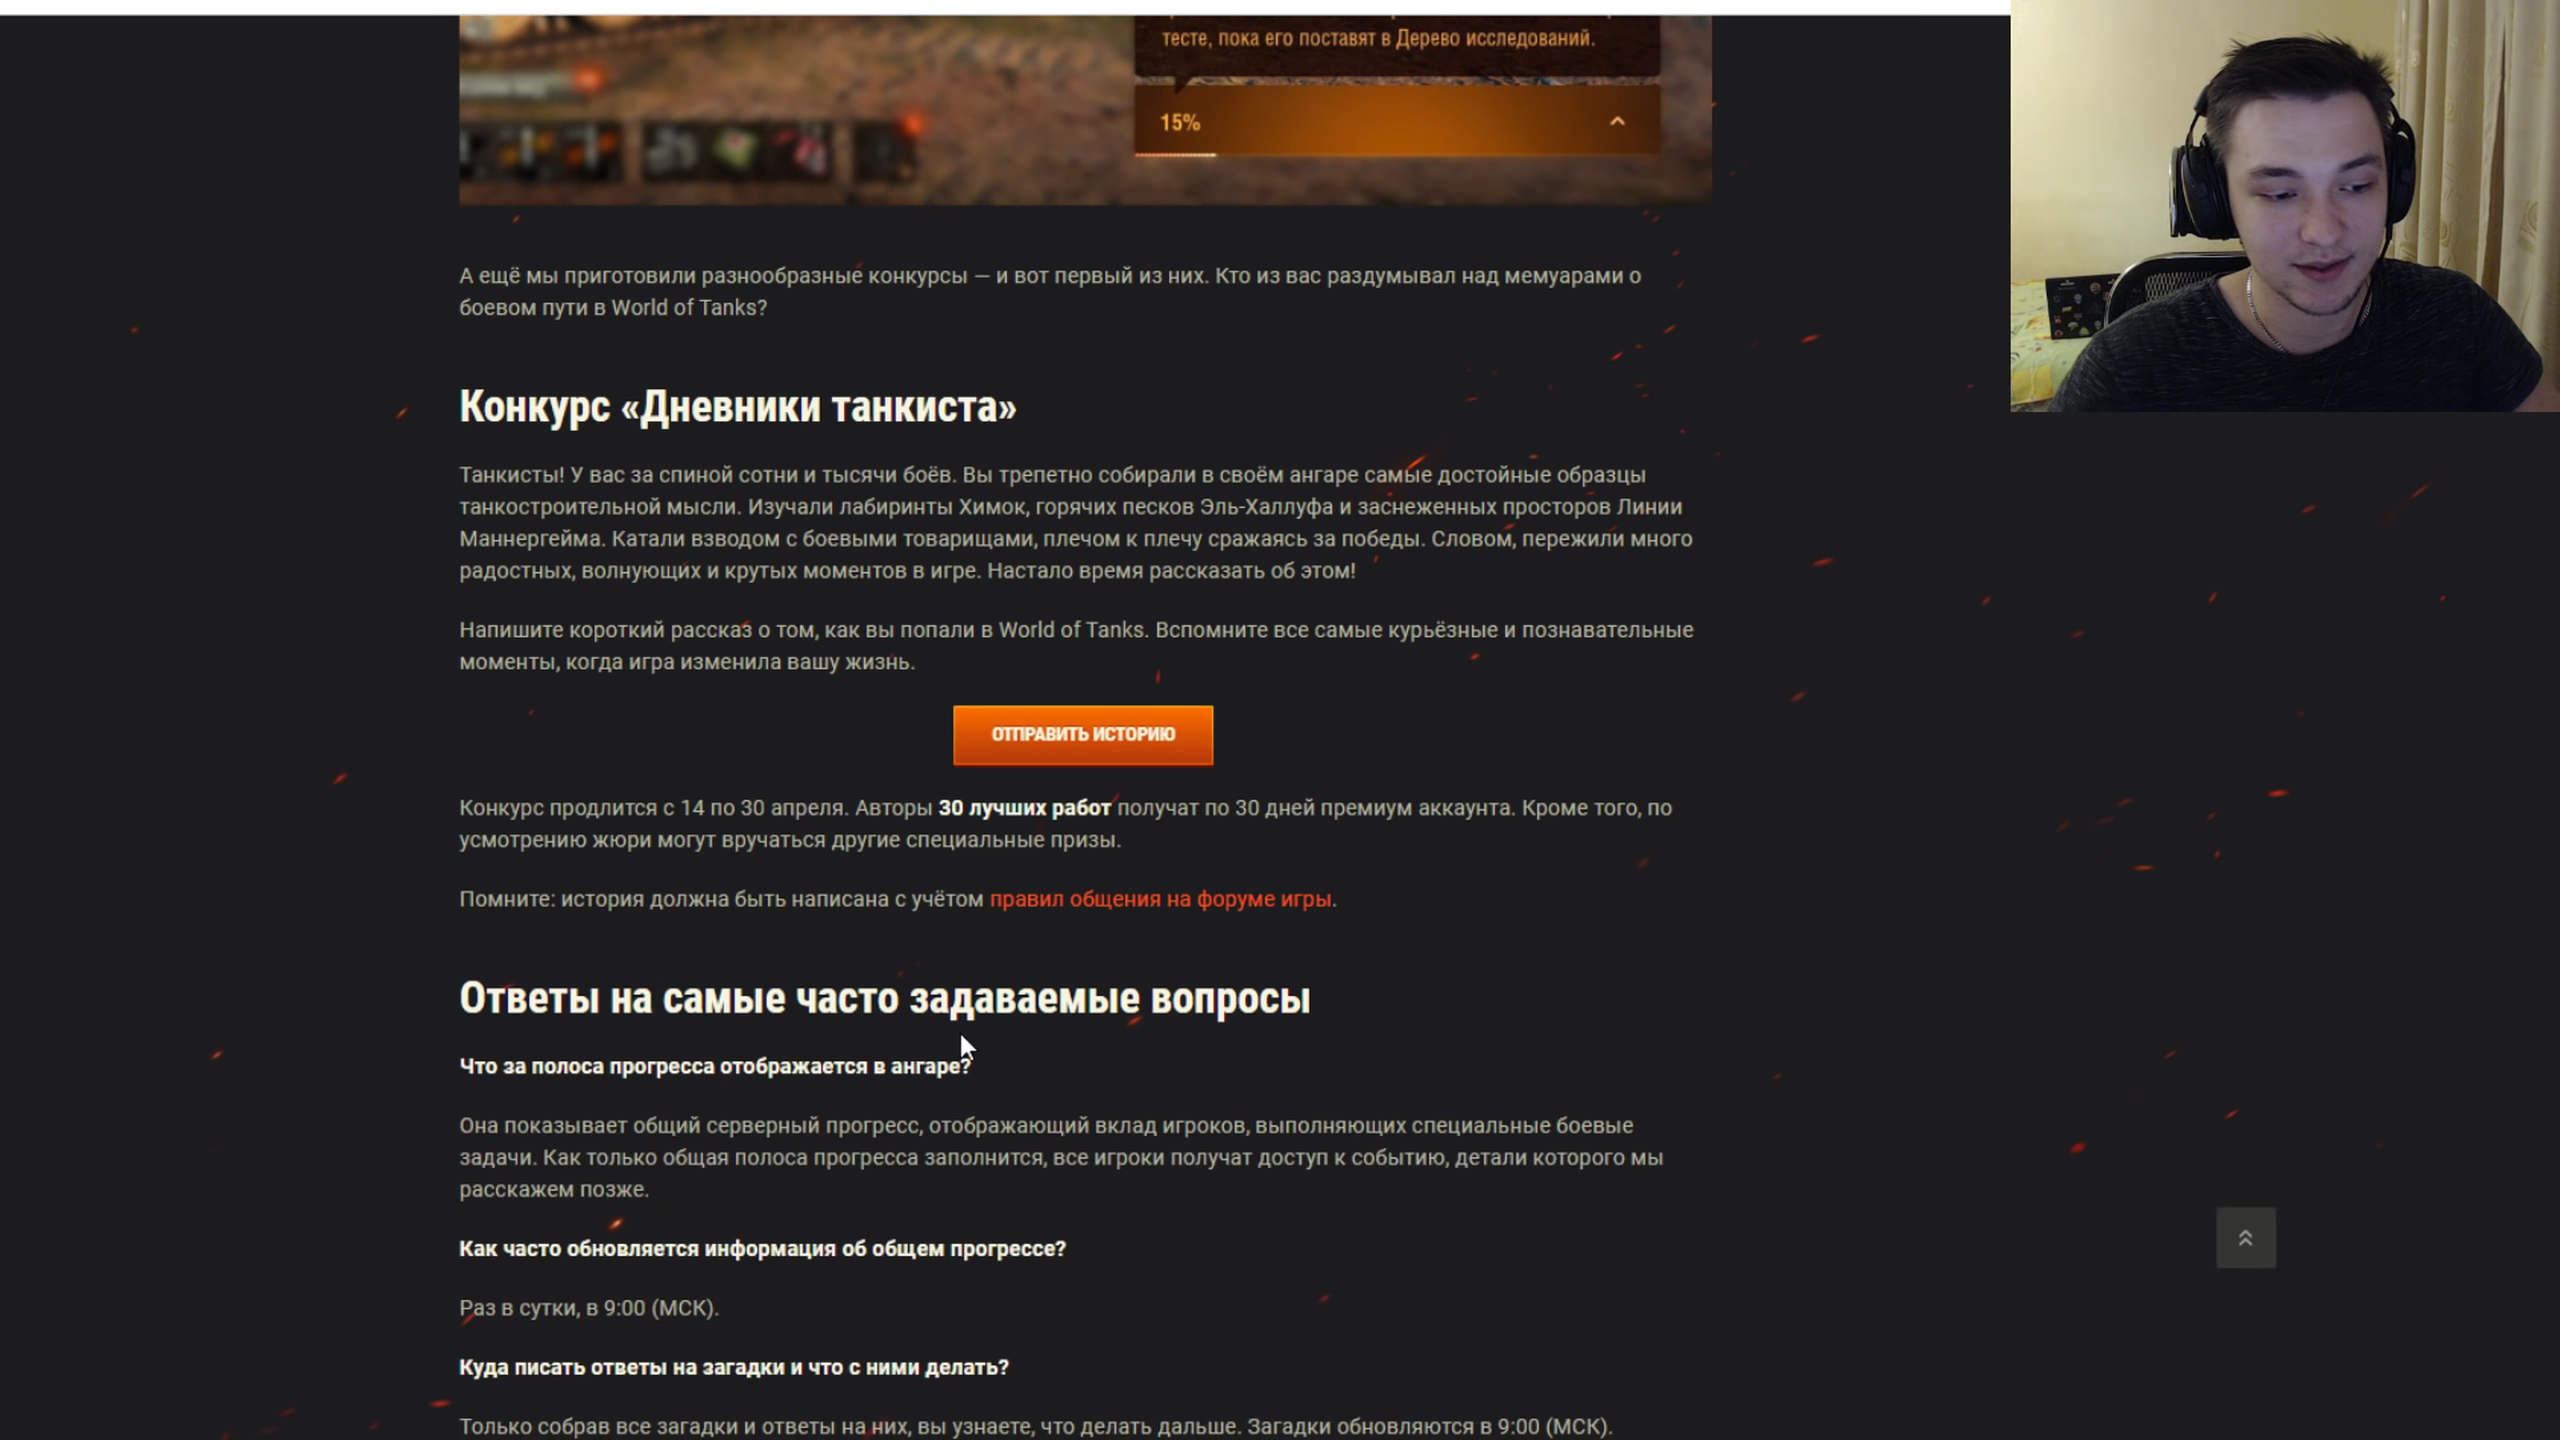 тесте, пока его поставят в Дерево исследований.
15%
А ещё мы приготовили разнообразные конкурсы — и вот первый из них. Кто из вас раздумывал над мемуарами о
боевом пути в World of Tanks?
Конкурс «Дневники танкиста»
Танкисты! У вас за спиной сотни и тысячи боёв. Вы трепетно собирали в своём ангаре самые достойные образцы
танкостроительной мысли. Изучали лабиринты Химок, горячих песков Эль-Халлуфа и заснеженных просторов Линии
Маннергейма. Катали взводом с боевыми товарищами, плечом к плечу сражаясь за победы. Словом, пережили много
радостных, волнующих и крутых моментов в игре. Настало время рассказать об этом!
Напишите короткий рассказ о том, как вы попали в World of Tanks. Вспомните все самые курьёзные и познавательные
моменты, когда игра изменила вашу жизнь.
ОТПРАВИТЬ ИСТОРИЮ
Конкурс продлится с 14 по 30 апреля. Авторы 30 лучших работ получат по 30 дней премиум аккаунта. Кроме того, по
усмотрению жюри могут вручаться другие специальные призы.
Помните: история должна быть написана с учётом правил общения на форуме игры.
Ответы на самые часто задаваемые вопросы
Что за полоса прогресса отображается в ангаре?
Она показывает общий серверный прогресс, отображающий вклад игроков, выполняющих специальные боевые
задачи. Как только общая полоса прогресса заполнится, все игроки получат доступ к событию, детали которого мы
расскажем позже.
Как часто обновляется информация об общем прогрессе?
Раз в сутки, в 9:00 (МСК).
Куда писать ответы на загадки и что с ними делать?
Только собрав все загадки и ответы на них, вы узнаете, что делать дальше. Загадки обновляются в 9:00 (МСК).